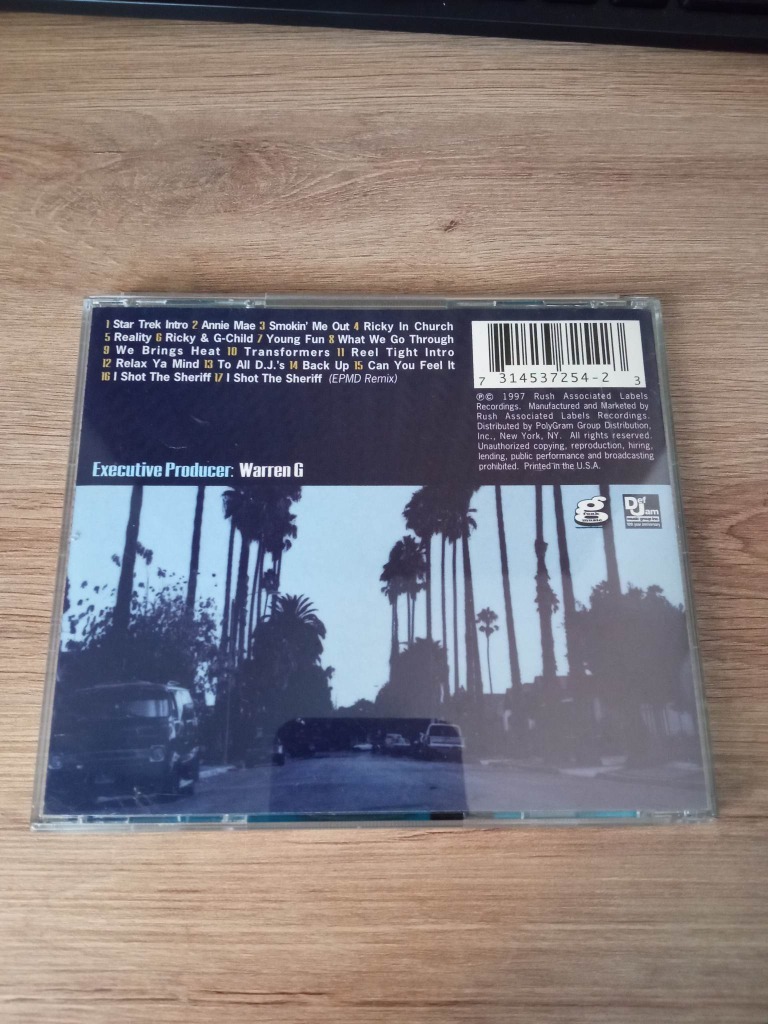 1 Star Trek Intro 2 Annie Mae 3 Smokin' Me Out 4 Ricky In Church
5 Reality 6 Ricky & G-Child 7 Young Fun 8 What We Go Through
9 We Brings Heat 10 Transformers 11 Reel Tight Intro
12 Relax Ya Mind 13 To All D.J.'s 14 Back Up 15 Can You Feel It
16 I Shot The Sheriff 17 I Shot The Sheriff (EPMD Remix)
7 314537254-2 3
℗© 1997 Rush Associated Labels
Recordings. Manufactured and Marketed by
Rush Associated Labels Recordings.
Distributed by PolyGram Group Distribution,
Inc., New York, NY. All rights reserved.
Unauthorized copying, reproduction, hiring,
lending, public performance and broadcasting
prohibited. Printed in the U.S.A.
Executive Producer: Warren G
g
funk
music
Def
Jam
music group inc.